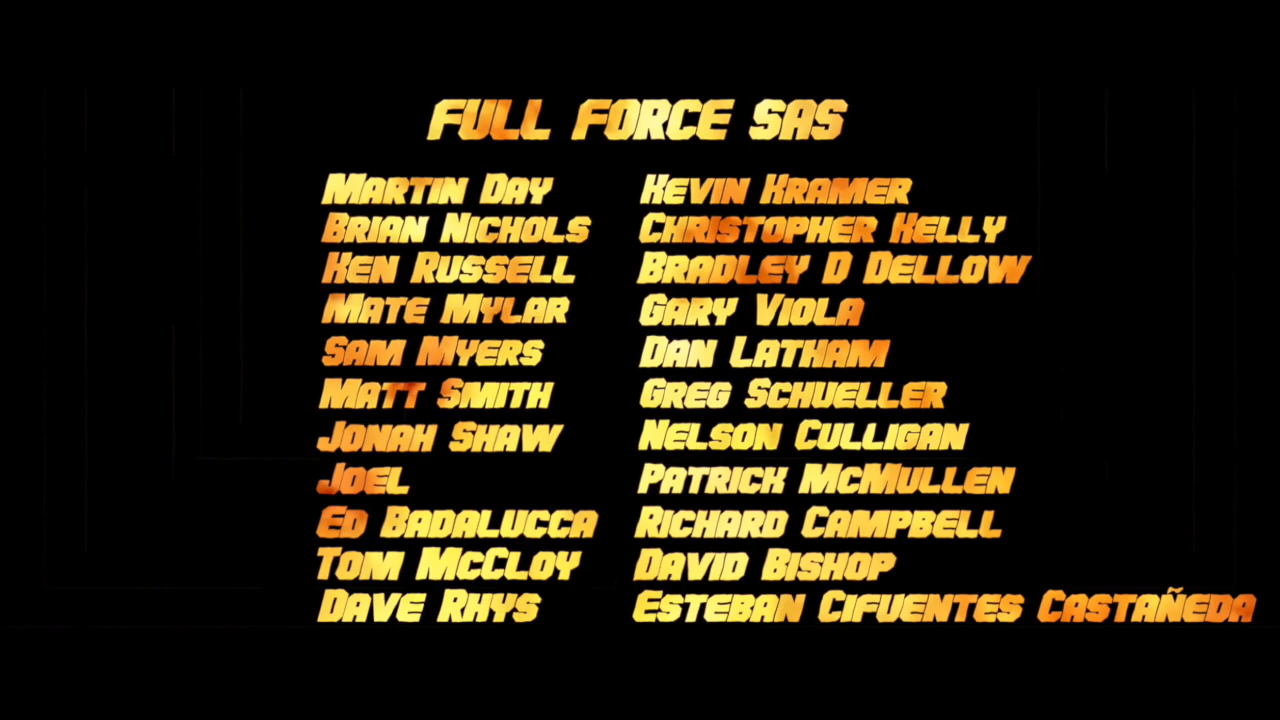 FULL FORCE SAS
MARTIN DAY
BRIAN NICHOLS
KEN RUSSELL
MATE MYLAR
SAM MYERS
MATT SMITH
JONAH SHAW
JOEL
ED BADALUCCA
TOM MCCLOY
DAVE RHYS
KEVIN KRAMER
CHRISTOPHER KELLY
BRADLEY D DELLOW
GARY VIOLA
DAN LATHAM
GREG SCHUELLER
NELSON CULLIGAN
PATRICK MCMULLEN
RICHARD CAMPBELL
DAVID BISHOP
ESTEBAN CIFUENTES CASTAÑEDA